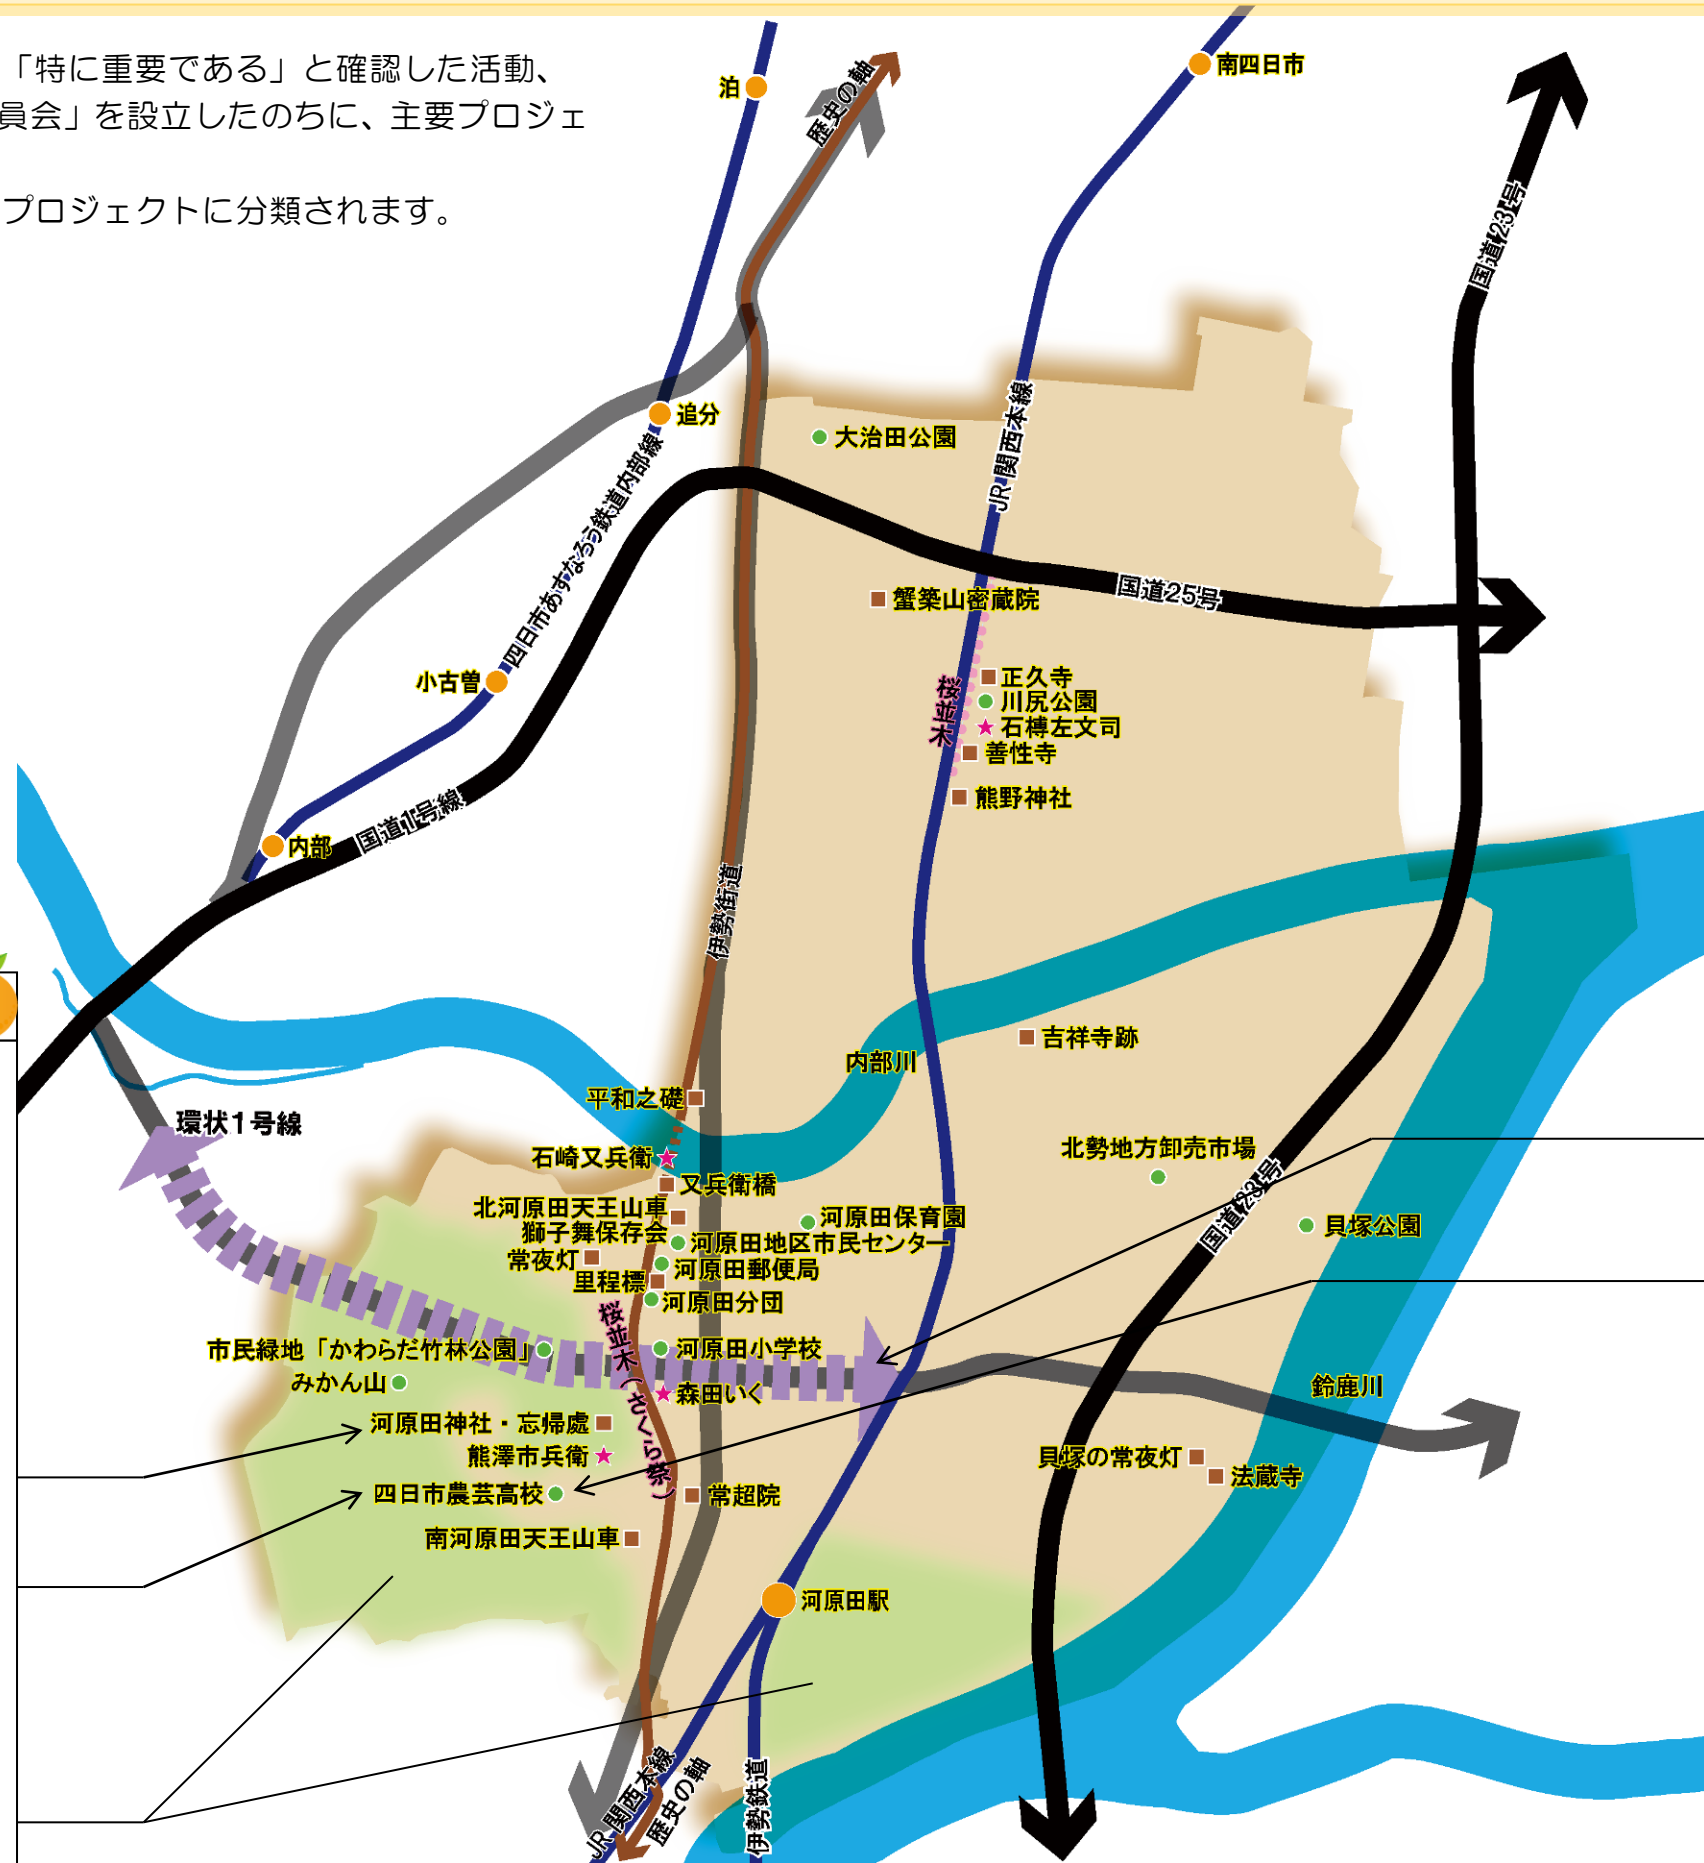 「特に重要である」と確認した活動、
員会」を設立したのちに、主要プロジェ
プロジェクトに分類されます。
泊
歴史の軸
南四日市
国道23号
追分
大治田公園
JR 関西本線
四日市あすなろう鉄道内部線
国道25号
蟹築山密蔵院
小古曽
正久寺
川尻公園
桜並木
石榑左文司
善性寺
熊野神社
国道1号線
内部
伊勢街道
吉祥寺跡
内部川
平和之礎
環状1号線
石崎又兵衛
北勢地方卸売市場
又兵衛橋
北河原田天王山車
獅子舞保存会
河原田保育園
貝塚公園
国道23号
河原田地区市民センター
常夜灯
河原田郵便局
里程標
河原田分団
桜並木(さくら祭)
市民緑地「かわらだ竹林公園」
河原田小学校
みかん山
森田いく
鈴鹿川
河原田神社・忘帰處
熊澤市兵衛
貝塚の常夜灯
法蔵寺
四日市農芸高校
常超院
南河原田天王山車
河原田駅
JR 関西本線
歴史の軸
伊勢鉄道